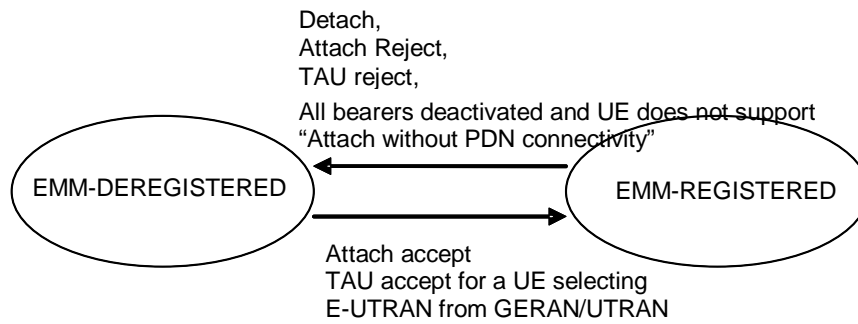 Detach,
Attach Reject,
TAU reject,
All bearers deactivated and UE does not support
“Attach without PDN connectivity”
EMM-DEREGISTERED
EMM-REGISTERED
Attach accept
TAU accept for a UE selecting
E-UTRAN from GERAN/UTRAN